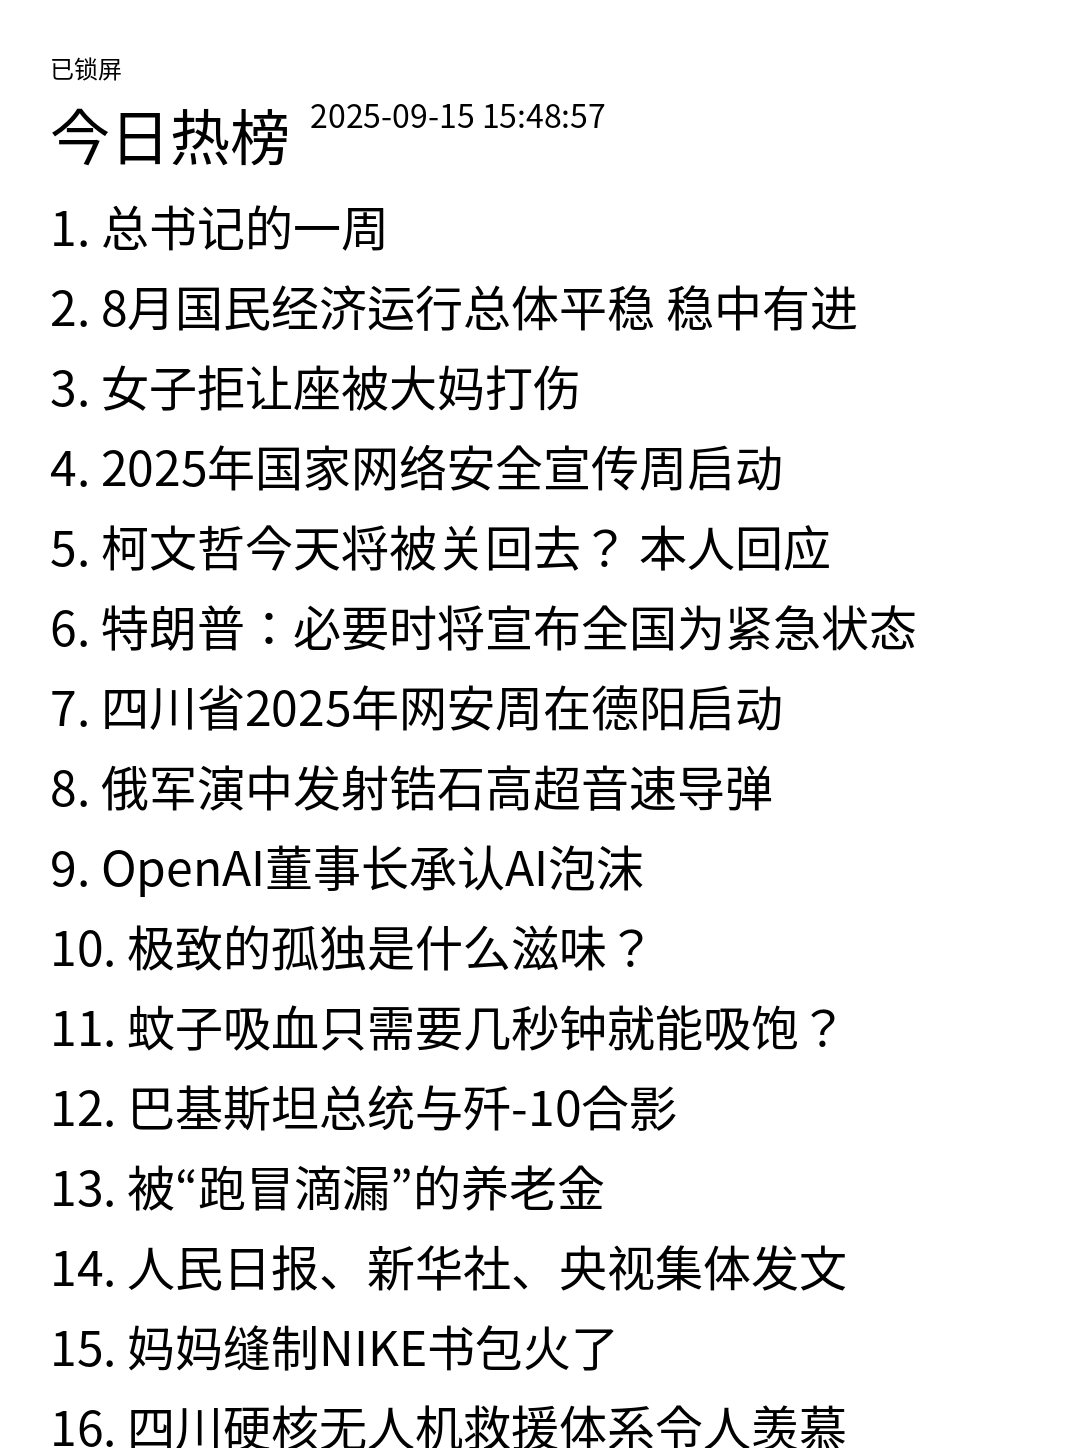 已锁屏
今日热榜 2025-09-15 15:48:57
1. 总书记的一周
2. 8月国民经济运行总体平稳 稳中有进
3. 女子拒让座被大妈打伤
4. 2025年国家网络安全宣传周启动
5. 柯文哲今天将被关回去？ 本人回应
6. 特朗普：必要时将宣布全国为紧急状态
7. 四川省2025年网安周在德阳启动
8. 俄军演中发射锆石高超音速导弹
9. OpenAI董事长承认AI泡沫
10. 极致的孤独是什么滋味？
11. 蚊子吸血只需要几秒钟就能吸饱？
12. 巴基斯坦总统与歼-10合影
13. 被“跑冒滴漏”的养老金
14. 人民日报、新华社、央视集体发文
15. 妈妈缝制NIKE书包火了
16. 四川硬核无人机救援体系令人羡慕